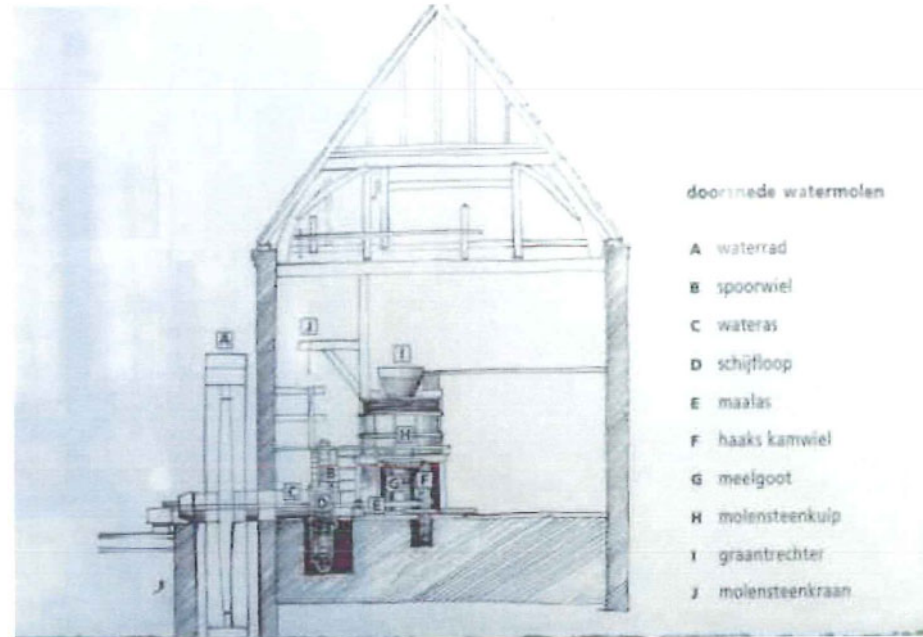 doorsnede watermolen
A waterrad
B spoorwiel
C wateras
D schijfloop
E maalas
F haaks kamwiel
G meelgoot
H molensteenkuip
I graantrechter
J molensteenkraan
J
I
A
H
B
G F
C
D
E